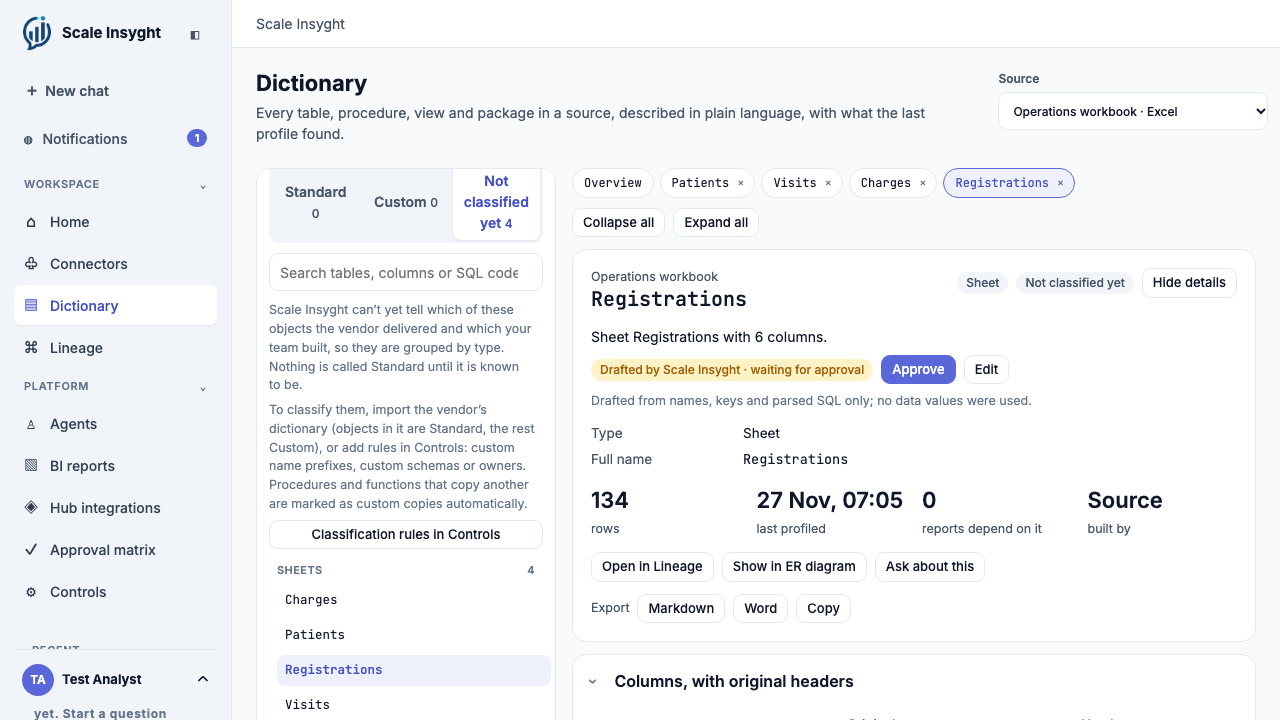 Scale Insyght
+ New chat
Notifications 1
WORKSPACE
Home
Connectors
Dictionary
Lineage
PLATFORM
Agents
BI reports
Hub integrations
Approval matrix
Controls
TA Test Analyst
yet. Start a question
Scale Insyght
Dictionary
Every table, procedure, view and package in a source, described in plain language, with what the last
profile found.
Source
Operations workbook · Excel
Standard
0
Custom 0
Not
classified
yet 4
Search tables, columns or SQL code
Scale Insyght can’t yet tell which of these
objects the vendor delivered and which your
team built, so they are grouped by type.
Nothing is called Standard until it is known
to be.
To classify them, import the vendor’s
dictionary (objects in it are Standard, the rest
Custom), or add rules in Controls: custom
name prefixes, custom schemas or owners.
Procedures and functions that copy another
are marked as custom copies automatically.
Classification rules in Controls
SHEETS 4
Charges
Patients
Registrations
Visits
Overview Patients × Visits × Charges × Registrations ×
Collapse all Expand all
Operations workbook
Registrations
Sheet Not classified yet Hide details
Sheet Registrations with 6 columns.
Drafted by Scale Insyght · waiting for approval Approve Edit
Drafted from names, keys and parsed SQL only; no data values were used.
Type Sheet
Full name Registrations
134 27 Nov, 07:05 0 Source
rows last profiled reports depend on it built by
Open in Lineage Show in ER diagram Ask about this
Export Markdown Word Copy
Columns, with original headers